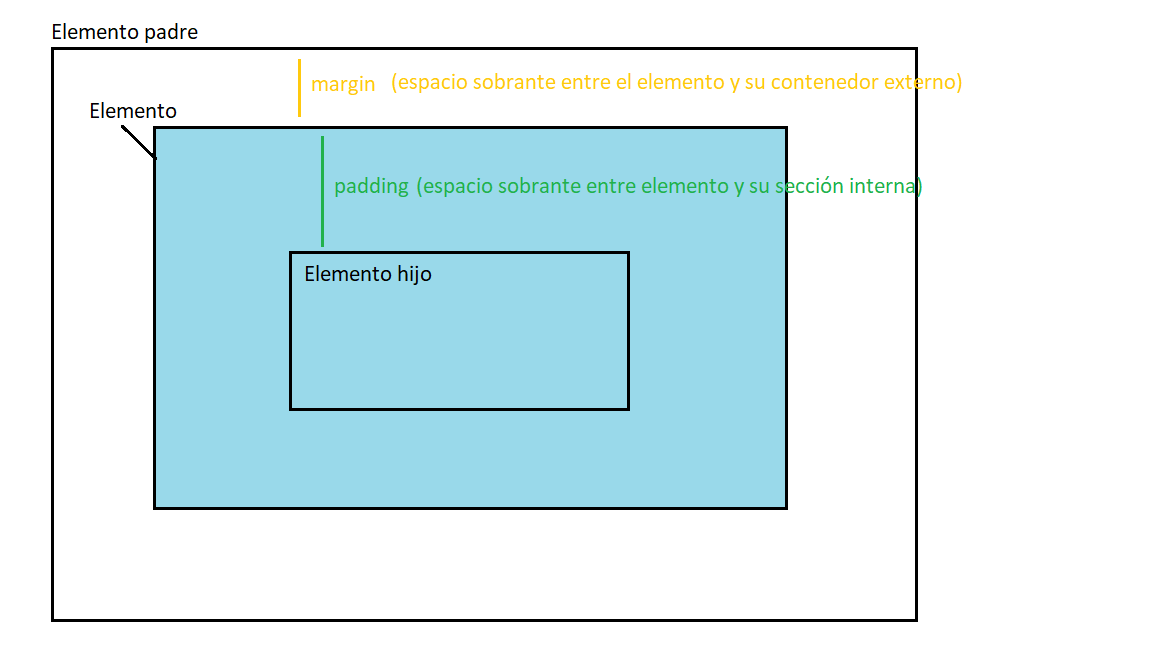 Elemento padre
margin (espacio sobrante entre el elemento y su contenedor externo)
Elemento
padding (espacio sobrante entre elemento y su sección interna)
Elemento hijo